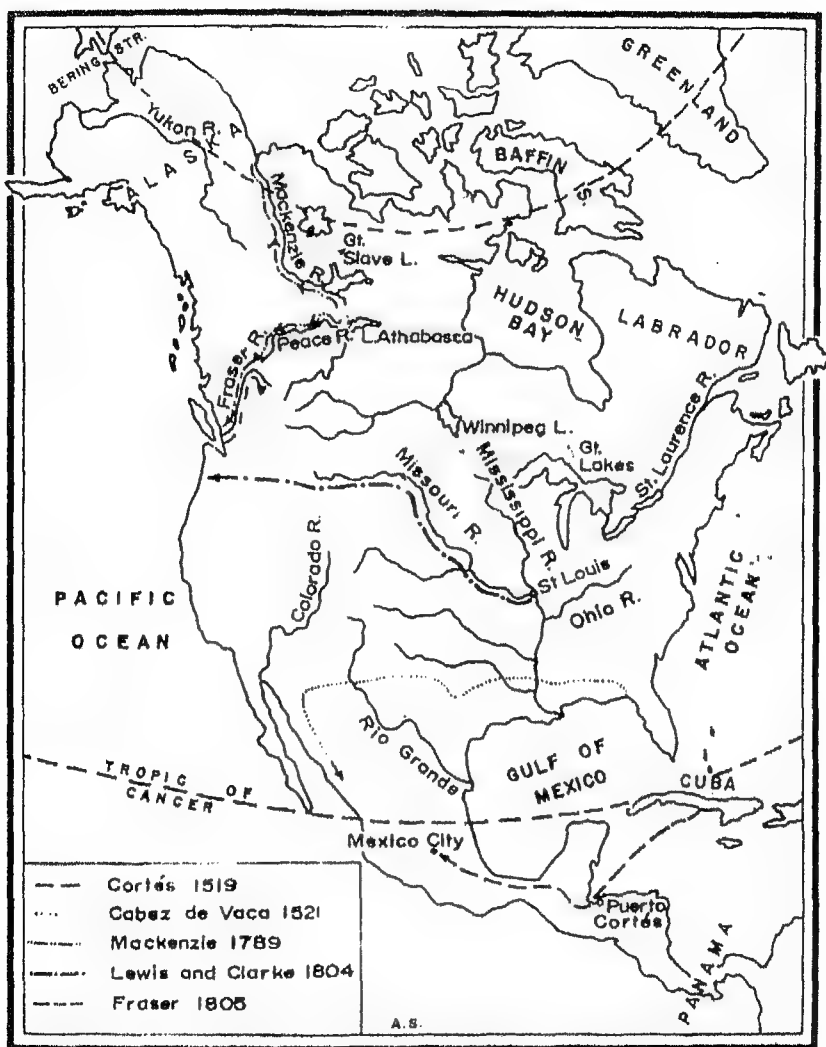 BERING STR.
GREENLAND
Yukon R.
ALASKA
BAFFIN IS
Mackenzie R.
Gt.
Slave L.
HUDSON
BAY
LABRADOR
Fraser R.
Peace R.
L.Athabasca
Winnipeg L.
Gt.
Lakes
St. Laurence R.
Missouri R.
Mississippi R.
St Louis
Colorado R.
Ohio R.
PACIFIC
OCEAN
ATLANTIC
OCEAN
Rio Grande
GULF OF
MEXICO
TROPIC OF
CANCER
CUBA
Mexico City
Puerto
Cortés
PANAMA
Cortés 1519
Cabez de Vaca 1521
Mackenzie 1789
Lewis and Clarke 1804
Fraser 1805
A.S.